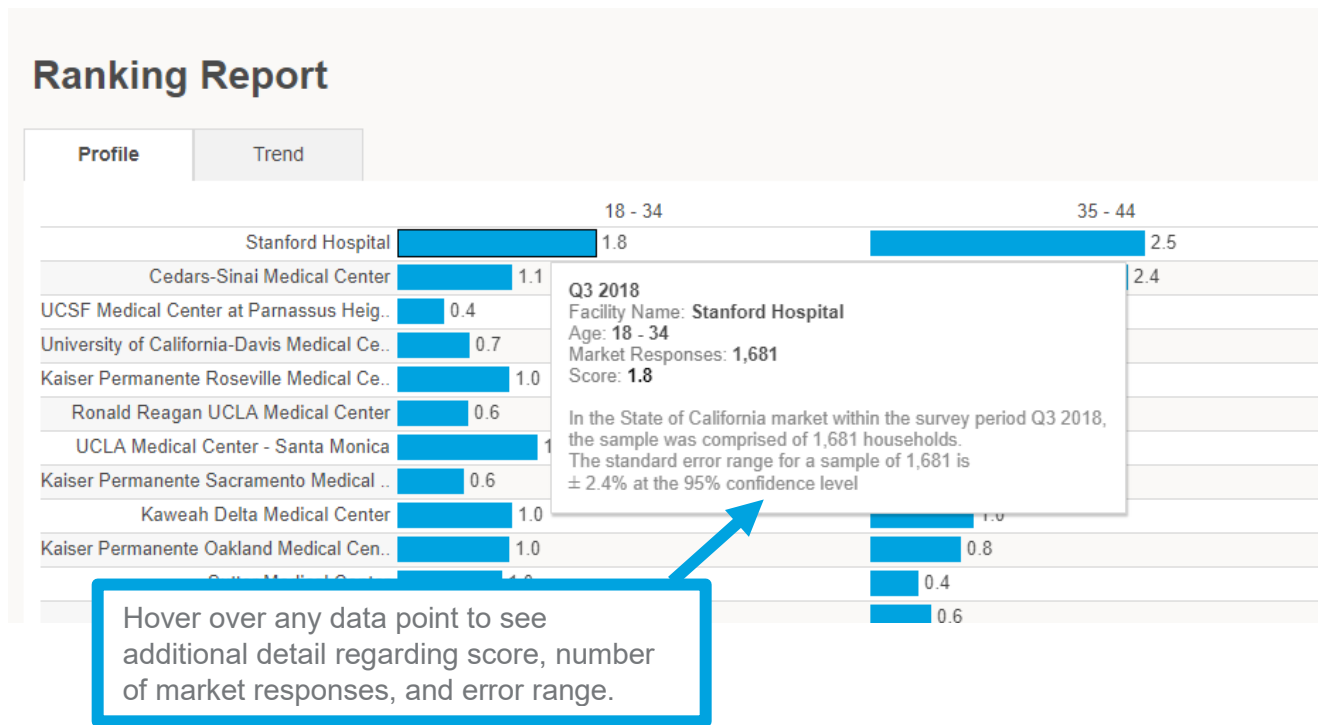 Ranking Report
Profile Trend
18 - 34 35 - 44
Stanford Hospital 1.8 2.5
Cedars-Sinai Medical Center 1.1 2.4
UCSF Medical Center at Parnassus Heig.. 0.4
University of California-Davis Medical Ce.. 0.7
Kaiser Permanente Roseville Medical Ce.. 1.0
Ronald Reagan UCLA Medical Center 0.6
UCLA Medical Center - Santa Monica
Kaiser Permanente Sacramento Medical .. 0.6
Kaweah Delta Medical Center 1.0 1.0
Kaiser Permanente Oakland Medical Cen.. 1.0 0.8
0.4
0.6
Q3 2018
Facility Name: Stanford Hospital
Age: 18 - 34
Market Responses: 1,681
Score: 1.8
In the State of California market within the survey period Q3 2018,
the sample was comprised of 1,681 households.
The standard error range for a sample of 1,681 is
± 2.4% at the 95% confidence level
Hover over any data point to see
additional detail regarding score, number
of market responses, and error range.